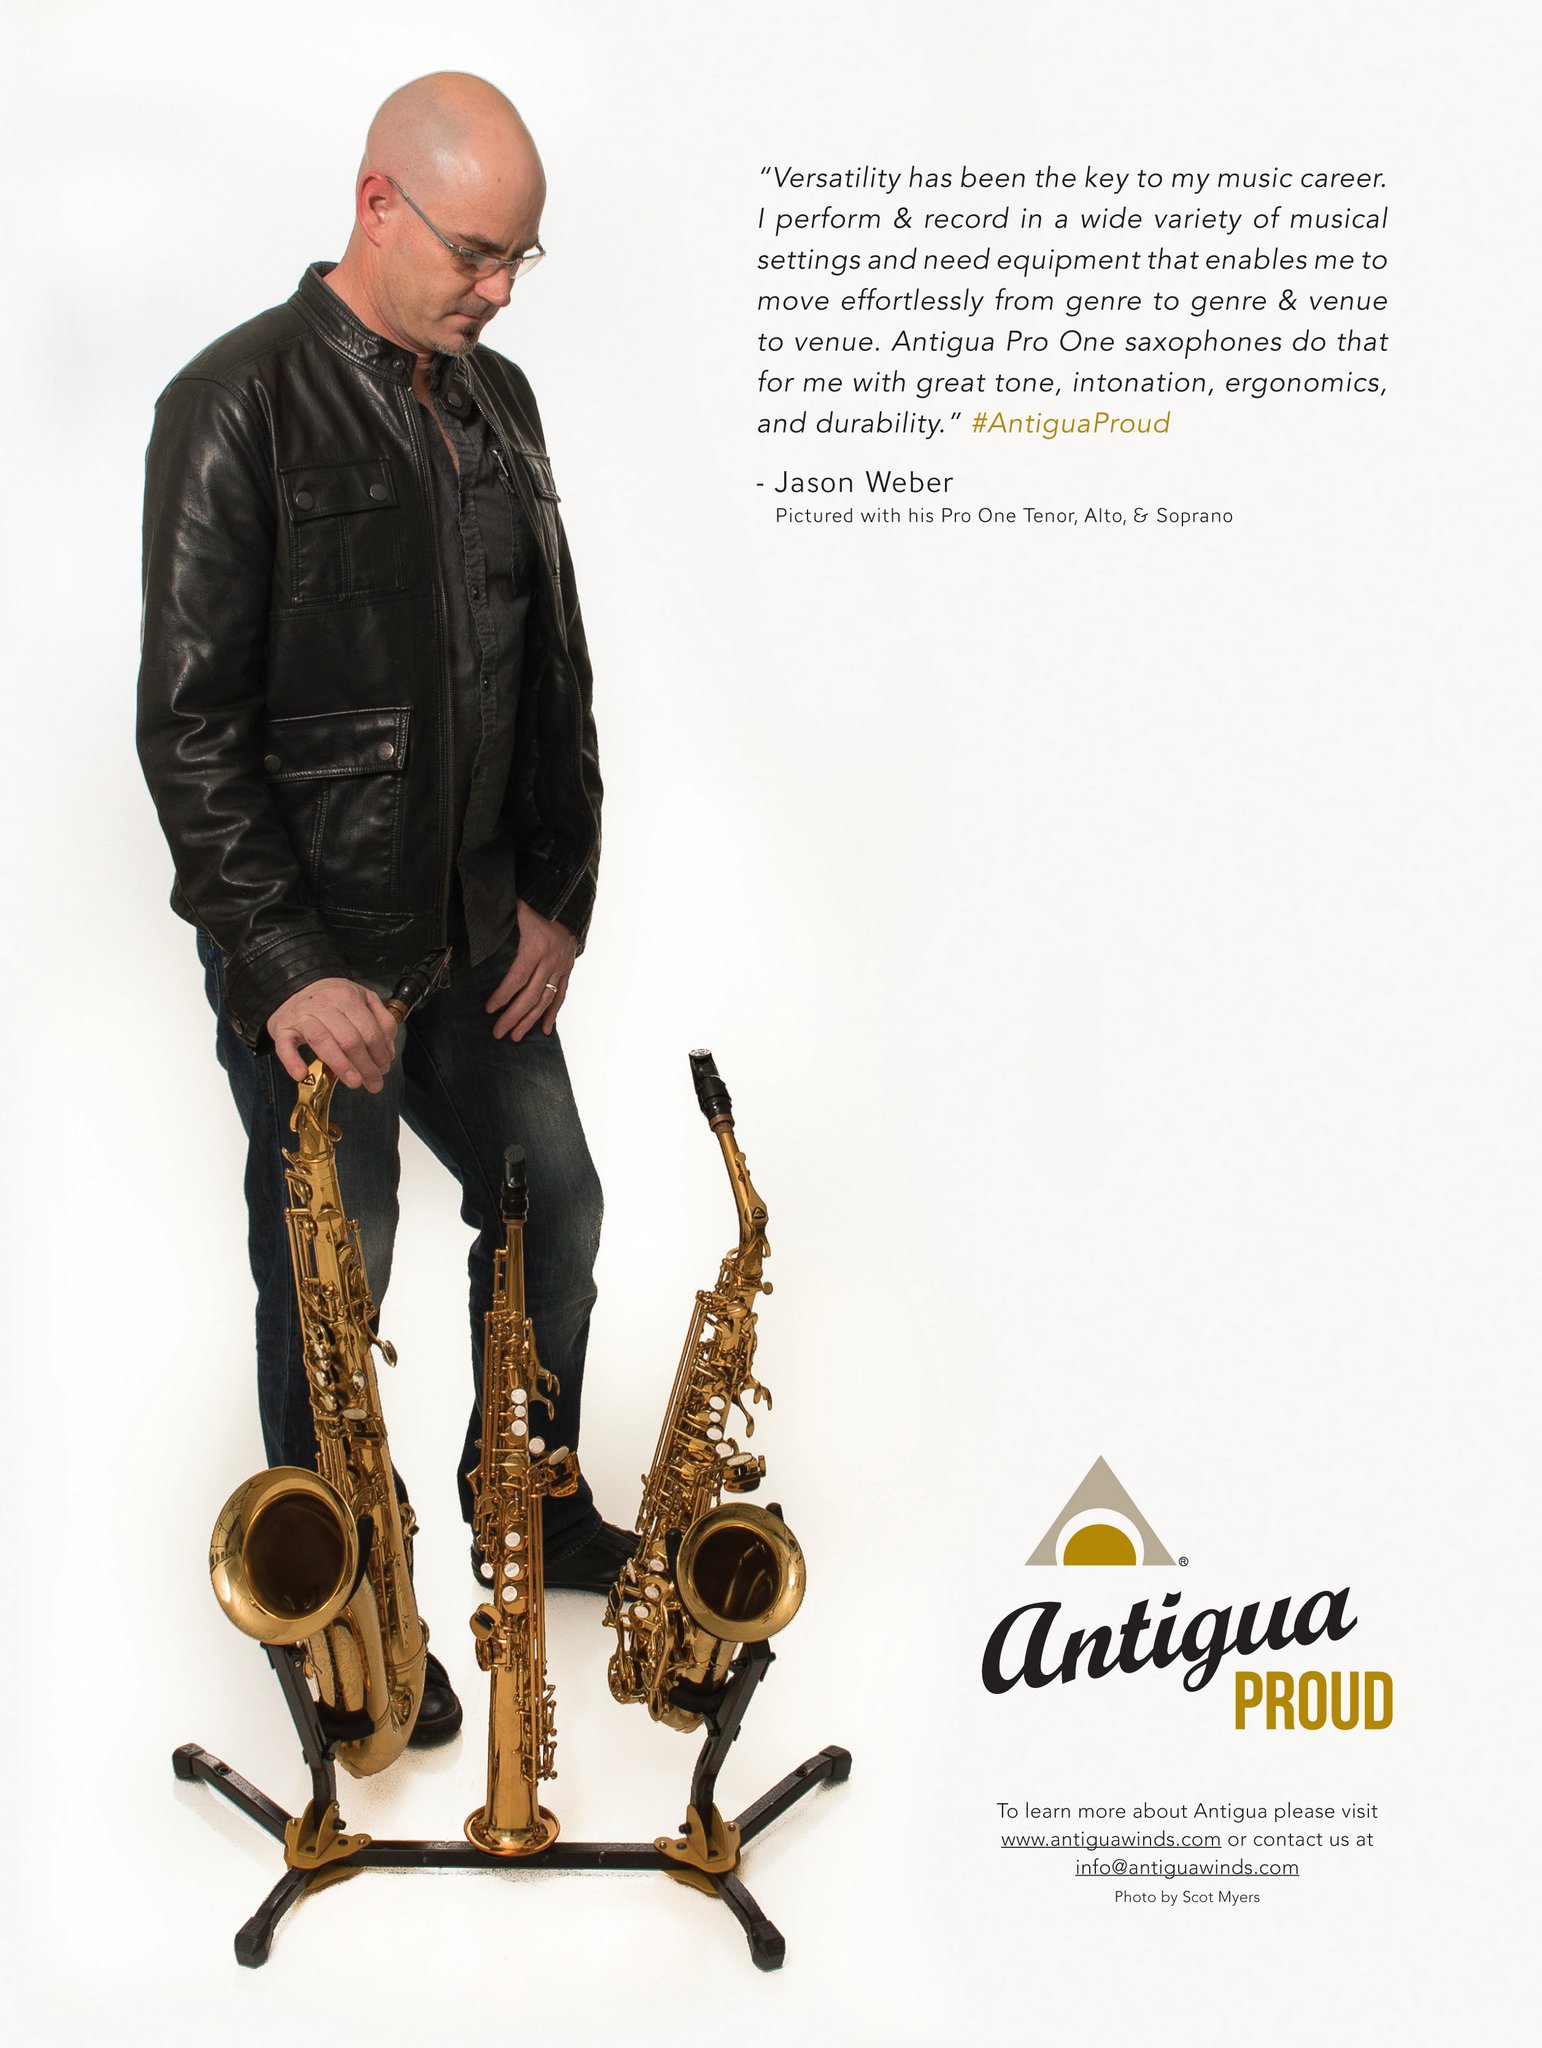 “Versatility has been the key to my music career.
I perform & record in a wide variety of musical
settings and need equipment that enables me to
move effortlessly from genre to genre & venue
to venue. Antigua Pro One saxophones do that
for me with great tone, intonation, ergonomics,
and durability.” #AntiguaProud
- Jason Weber
Pictured with his Pro One Tenor, Alto, & Soprano
®
Antigua
PROUD
To learn more about Antigua please visit
www.antiguawinds.com or contact us at
info@antiguawinds.com
Photo by Scot Myers